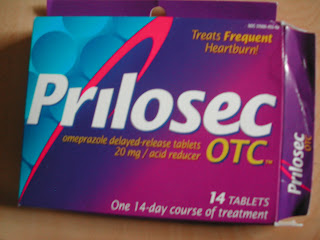 Treats Frequent
Heartburn!
Prilosec
omeprazole delayed-release tablets
20 mg / acid reducer
OTC™
14 TABLETS
One 14-day course of treatment
Prilosec
OTC